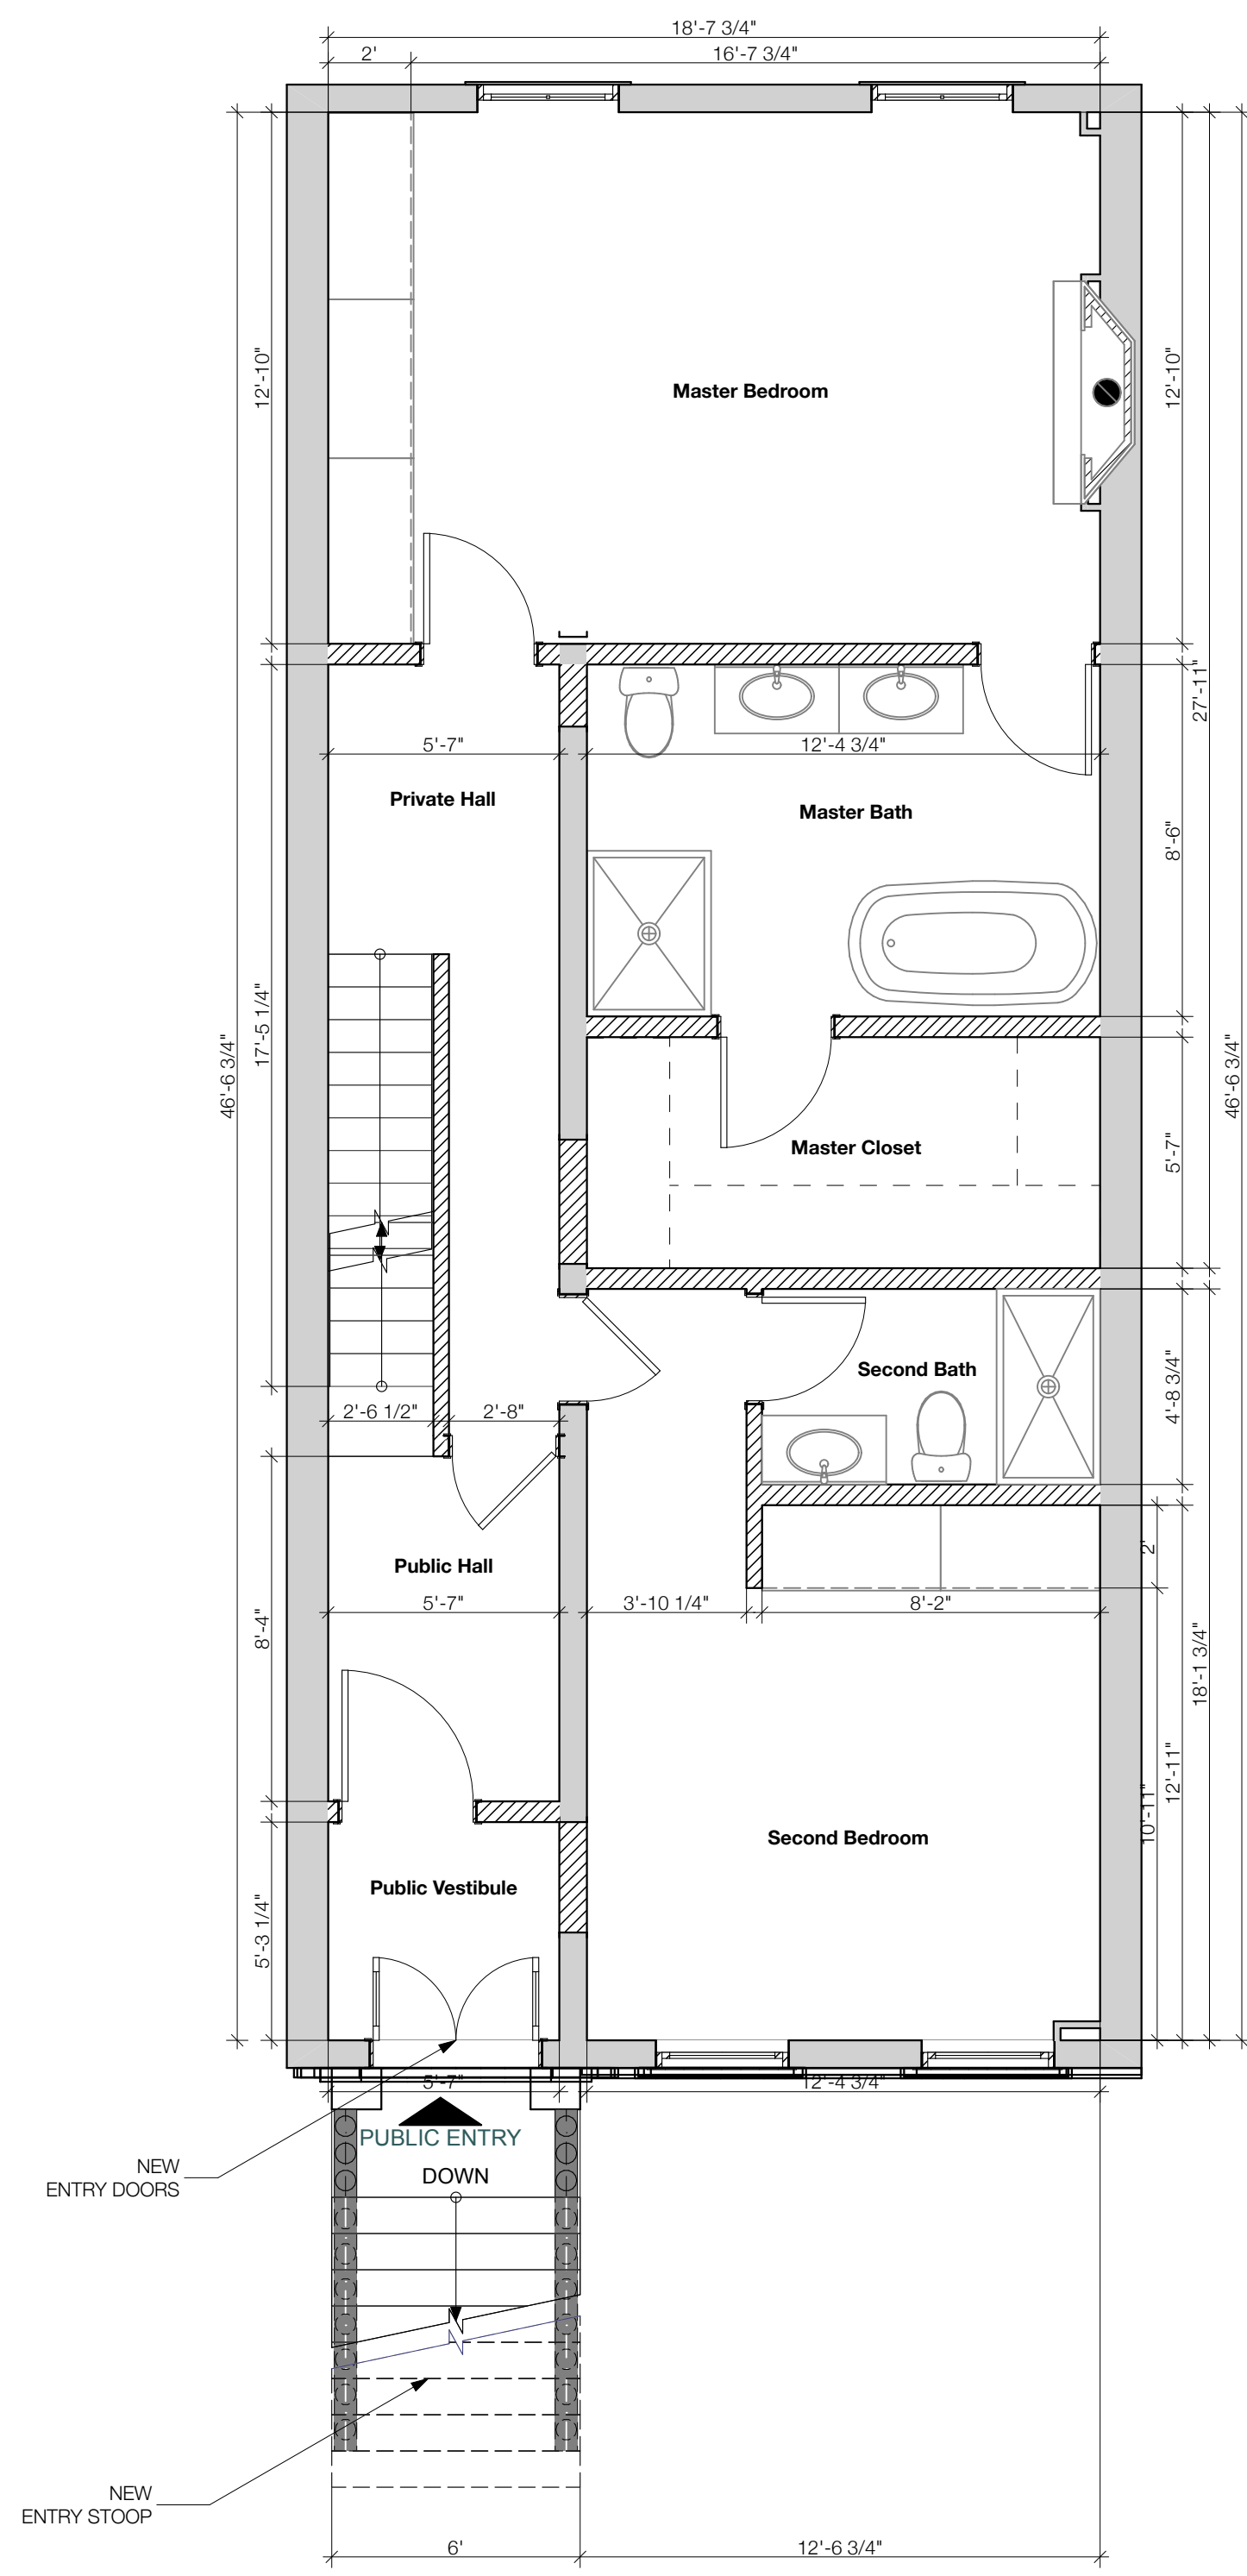 18'-7 3/4"
2'
16'-7 3/4"
12'-10"
Master Bedroom
12'-10"
27'-11"
5'-7"
12'-4 3/4"
Private Hall
Master Bath
8'-6"
46'-6 3/4"
17'-5 1/4"
46'-6 3/4"
Master Closet
5'-7"
Second Bath
4'-8 3/4"
2'-6 1/2"
2'-8"
2'
Public Hall
5'-7"
3'-10 1/4"
8'-2"
8'-4"
18'-1 3/4"
12'-11"
10'-11"
Second Bedroom
Public Vestibule
5'-3 1/4"
5'-7"
12'-4 3/4"
PUBLIC ENTRY
DOWN
NEW
ENTRY DOORS
NEW
ENTRY STOOP
6'
12'-6 3/4"